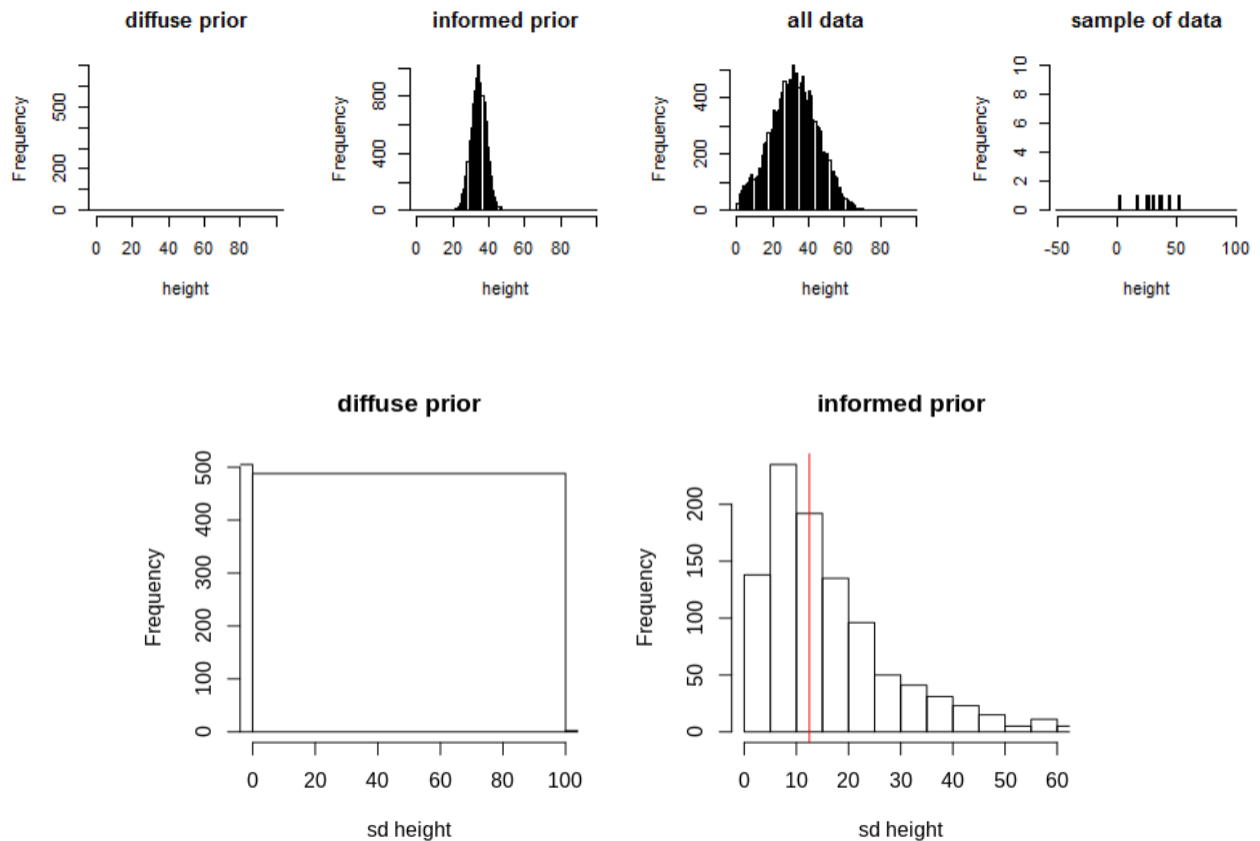 diffuse prior
Frequency
0 200 500
0 20 40 60 80
height
informed prior
Frequency
0 400 800
0 20 40 60 80
height
all data
Frequency
0 200 400
0 20 40 60 80
height
sample of data
Frequency
0 2 4 6 8 10
-50 0 50 100
height
diffuse prior
Frequency
0 100 200 300 400 500
0 20 40 60 80 100
sd height
informed prior
Frequency
0 50 100 150 200
0 10 20 30 40 50 60
sd height